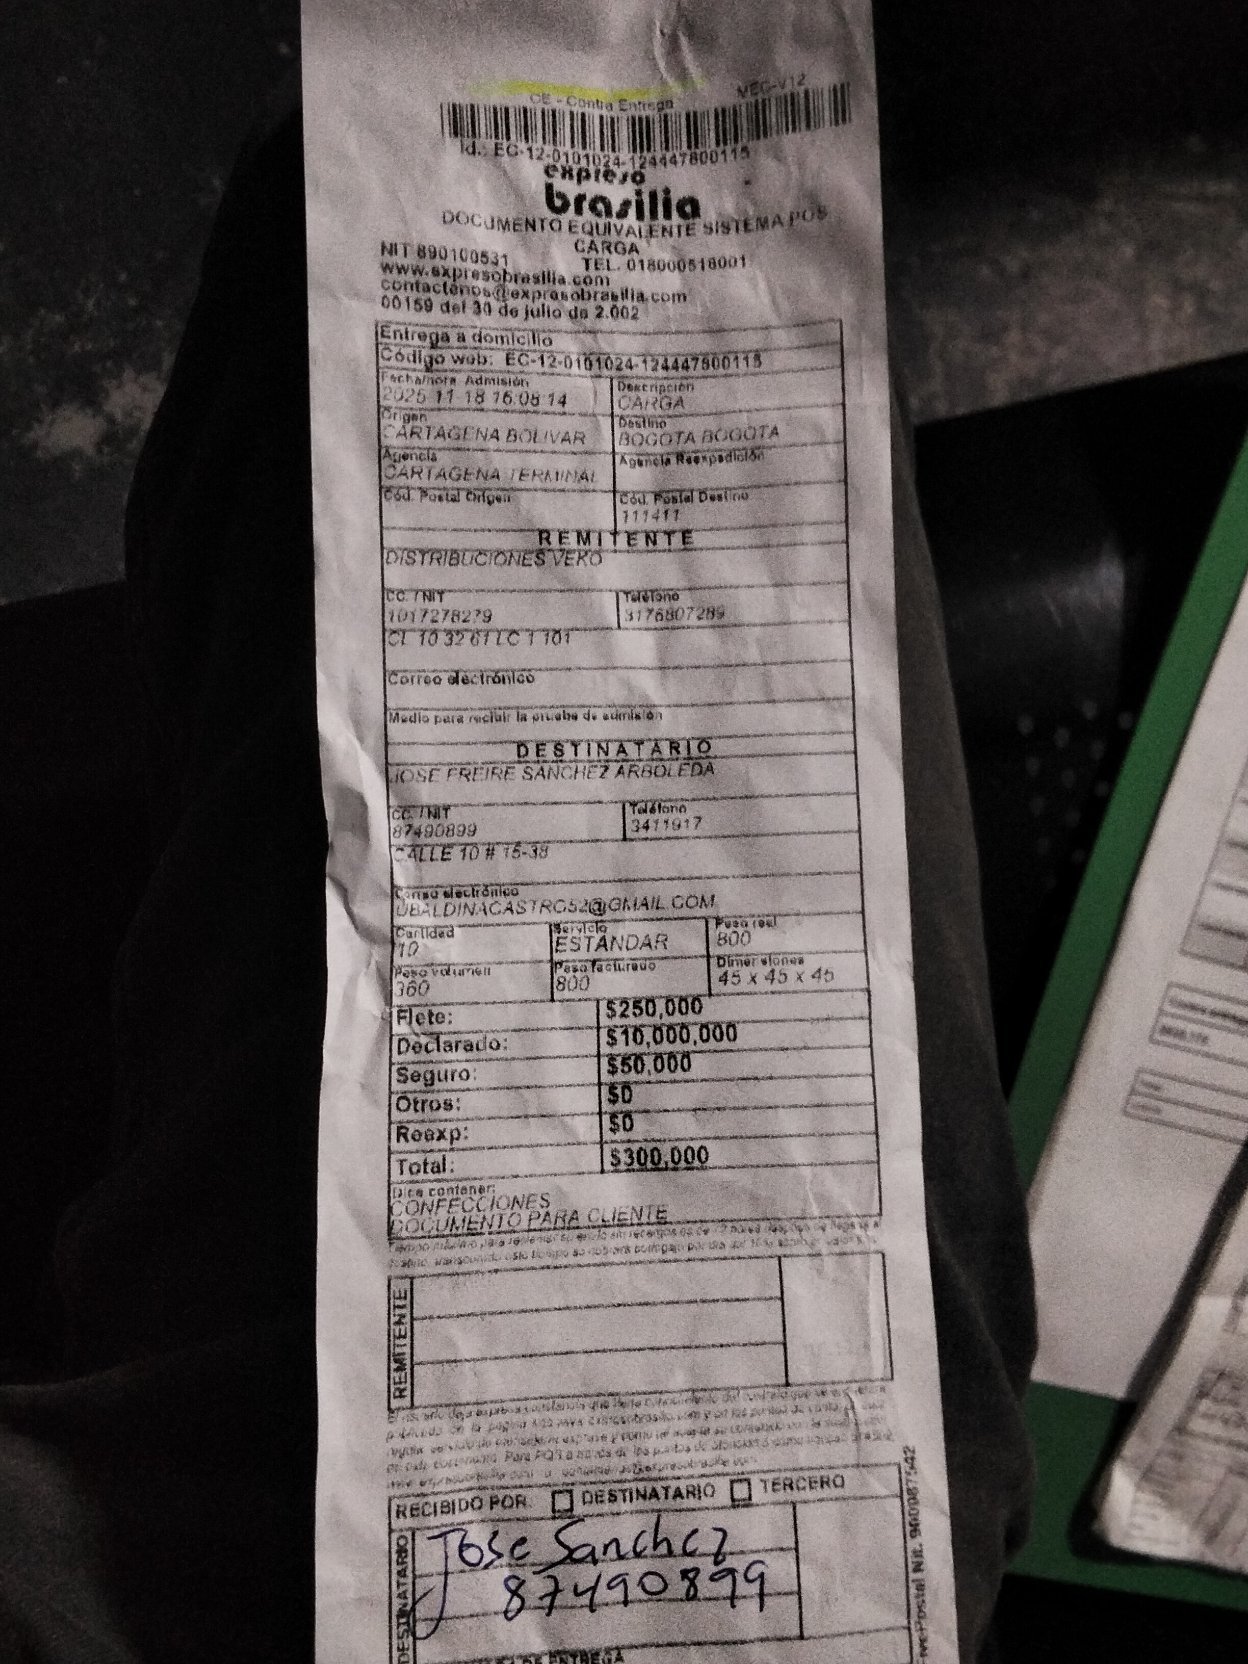 CE - Contra Entrega VEC-V12
Id.: EC-12-0101024-124447800115
expreso
brasilia
DOCUMENTO EQUIVALENTE SISTEMA POS
CARGA
NIT 890100531 TEL. 018000518001
www.expresobrasilia.com
contactenos@expresobrasilia.com
00159 del 30 de julio de 2.002
Entrega a domicilio
Código web: EC-12-0101024-124447800115
Fecha/hora Admisión Descripción
2025 11 18 16:08 14 CARGA
Origen Destino
CARTAGENA BOLIVAR BOGOTA BOGOTA
Agencia Agencia Reexpedición
CARTAGENA TERMINAL
Cód. Postal Origen Cód. Postal Destino
111411
REMITENTE
DISTRIBUCIONES VEKO
CC. / NIT Teléfono
1017278279 3176807289
CL 10 32 61 LC 1 101
Correo electrónico
Medio para recibir la prueba de admisión
DESTINATARIO
JOSE FREIRE SANCHEZ ARBOLEDA
CC. / NIT Teléfono
87490899 3411917
CALLE 10 # 15-38
Correo electrónico
UBALDINACASTRO52@GMAIL.COM
Cantidad Servicio Peso real
10 ESTANDAR 800
Peso volumen Peso facturado Dimensiones
360 800 45 x 45 x 45
Flete: $250,000
Declarado: $10,000,000
Seguro: $50,000
Otros: $0
Reexp: $0
Total: $300,000
Dice contener:
CONFECCIONES
DOCUMENTO PARA CLIENTE
REMITENTE
RECIBIDO POR: DESTINATARIO TERCERO
DESTINATARIO
Jose Sanchez
87490899
DE ENTREGA
Postal Nit. 900987542